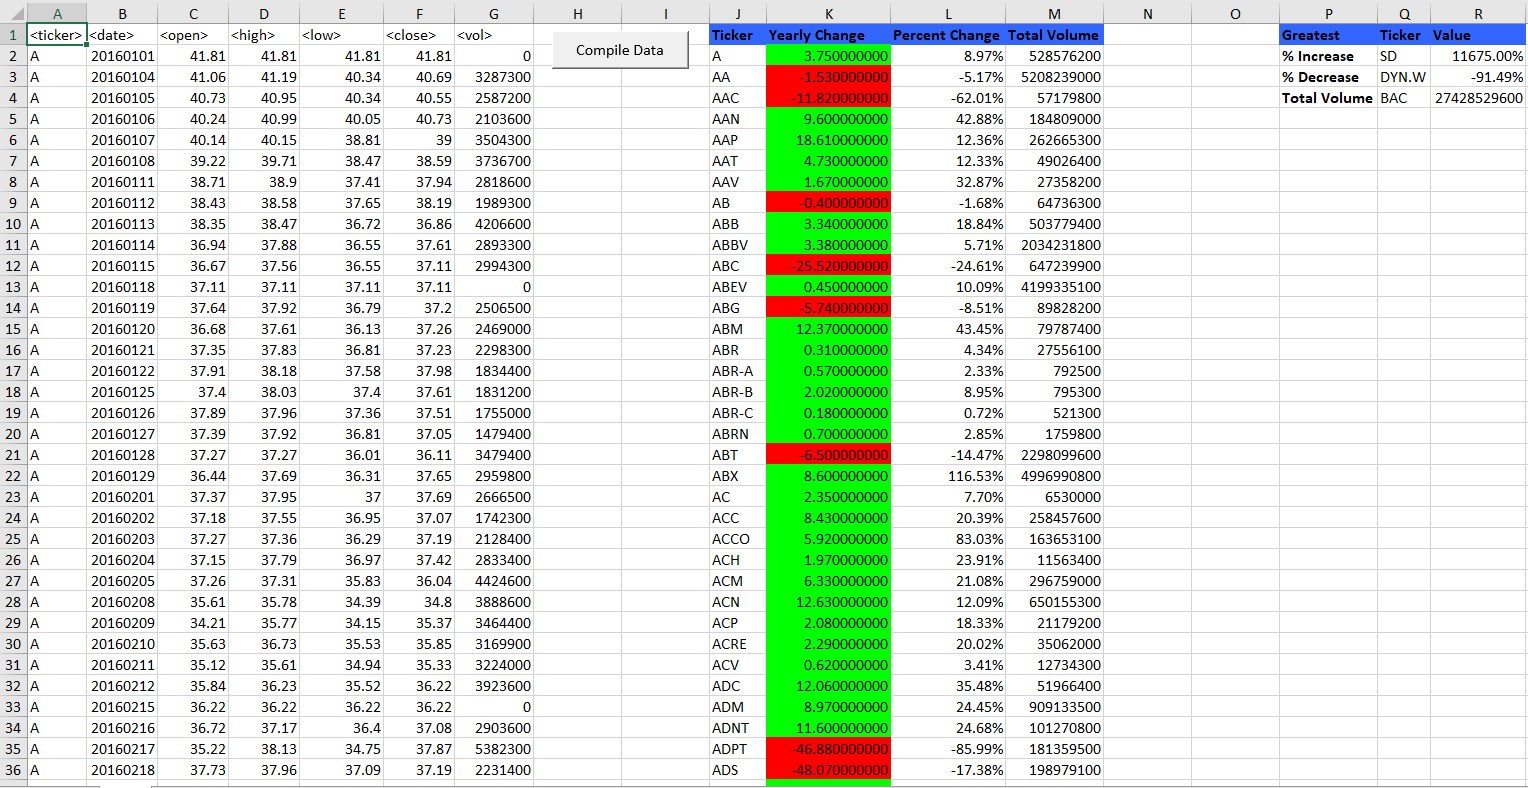 A B C D E F G H I J K L M N O P Q R
1 <ticker> <date> <open> <high> <low> <close> <vol> Ticker Yearly Change Percent Change Total Volume Greatest Ticker Value
Compile Data
2 A 20160101 41.81 41.81 41.81 41.81 0 A 3.750000000 8.97% 528576200 % Increase SD 11675.00%
3 A 20160104 41.06 41.19 40.34 40.69 3287300 AA -1.530000000 -5.17% 5208239000 % Decrease DYN.W -91.49%
4 A 20160105 40.73 40.95 40.34 40.55 2587200 AAC -11.820000000 -62.01% 57179800 Total Volume BAC 27428529600
5 A 20160106 40.24 40.99 40.05 40.73 2103600 AAN 9.600000000 42.88% 184809000
6 A 20160107 40.14 40.15 38.81 39 3504300 AAP 18.610000000 12.36% 262665300
7 A 20160108 39.22 39.71 38.47 38.59 3736700 AAT 4.730000000 12.33% 49026400
8 A 20160111 38.71 38.9 37.41 37.94 2818600 AAV 1.670000000 32.87% 27358200
9 A 20160112 38.43 38.58 37.65 38.19 1989300 AB -0.400000000 -1.68% 64736300
10 A 20160113 38.35 38.47 36.72 36.86 4206600 ABB 3.340000000 18.84% 503779400
11 A 20160114 36.94 37.88 36.55 37.61 2893300 ABBV 3.380000000 5.71% 2034231800
12 A 20160115 36.67 37.56 36.55 37.11 2994300 ABC -25.520000000 -24.61% 647239900
13 A 20160118 37.11 37.11 37.11 37.11 0 ABEV 0.450000000 10.09% 4199335100
14 A 20160119 37.64 37.92 36.79 37.2 2506500 ABG -5.740000000 -8.51% 89828200
15 A 20160120 36.68 37.61 36.13 37.26 2469000 ABM 12.370000000 43.45% 79787400
16 A 20160121 37.35 37.83 36.81 37.23 2298300 ABR 0.310000000 4.34% 27556100
17 A 20160122 37.91 38.18 37.58 37.98 1834400 ABR-A 0.570000000 2.33% 792500
18 A 20160125 37.4 38.03 37.4 37.61 1831200 ABR-B 2.020000000 8.95% 795300
19 A 20160126 37.89 37.96 37.36 37.51 1755000 ABR-C 0.180000000 0.72% 521300
20 A 20160127 37.39 37.92 36.81 37.05 1479400 ABRN 0.700000000 2.85% 1759800
21 A 20160128 37.27 37.27 36.01 36.11 3479400 ABT -6.500000000 -14.47% 2298099600
22 A 20160129 36.44 37.69 36.31 37.65 2959800 ABX 8.600000000 116.53% 4996990800
23 A 20160201 37.37 37.95 37 37.69 2666500 AC 2.350000000 7.70% 6530000
24 A 20160202 37.18 37.55 36.95 37.07 1742300 ACC 8.430000000 20.39% 258457600
25 A 20160203 37.27 37.36 36.29 37.19 2128400 ACCO 5.920000000 83.03% 163653100
26 A 20160204 37.15 37.79 36.97 37.42 2833400 ACH 1.970000000 23.91% 11563400
27 A 20160205 37.26 37.31 35.83 36.04 4424600 ACM 6.330000000 21.08% 296759000
28 A 20160208 35.61 35.78 34.39 34.8 3888600 ACN 12.630000000 12.09% 650155300
29 A 20160209 34.21 35.77 34.15 35.37 3464400 ACP 2.080000000 18.33% 21179200
30 A 20160210 35.63 36.73 35.53 35.85 3169900 ACRE 2.290000000 20.02% 35062000
31 A 20160211 35.12 35.61 34.94 35.33 3224000 ACV 0.620000000 3.41% 12734300
32 A 20160212 35.84 36.23 35.52 36.22 3923600 ADC 12.060000000 35.48% 51966400
33 A 20160215 36.22 36.22 36.22 36.22 0 ADM 8.970000000 24.45% 909133500
34 A 20160216 36.72 37.17 36.4 37.08 2903600 ADNT 11.600000000 24.68% 101270800
35 A 20160217 35.22 38.13 34.75 37.87 5382300 ADPT -46.880000000 -85.99% 181359500
36 A 20160218 37.73 37.96 37.09 37.19 2231400 ADS -48.070000000 -17.38% 198979100